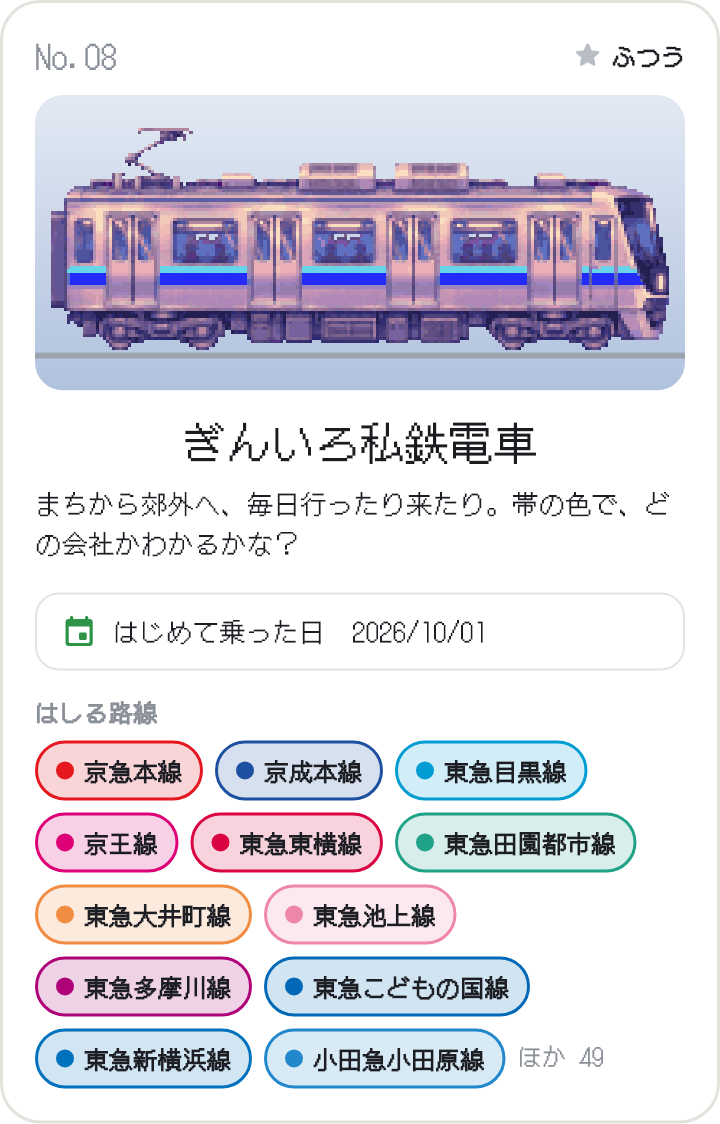 No. 08
ふつう
ぎんいろ私鉄電車
まちから郊外へ、毎日行ったり来たり。帯の色で、ど
の会社かわかるかな？
はじめて乗った日 2026/10/01
はしる路線
京急本線 京成本線 東急目黒線
京王線 東急東横線 東急田園都市線
東急大井町線 東急池上線
東急多摩川線 東急こどもの国線
東急新横浜線 小田急小田原線 ほか 49